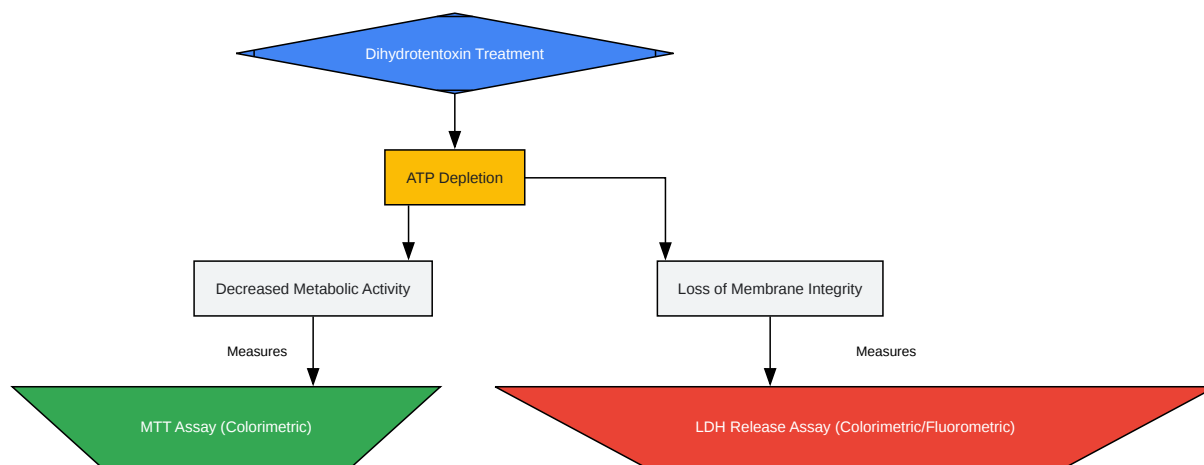 Dihydrotentoxin Treatment
ATP Depletion
Decreased Metabolic Activity
Loss of Membrane Integrity
Measures
Measures
MTT Assay (Colorimetric)
LDH Release Assay (Colorimetric/Fluorometric)